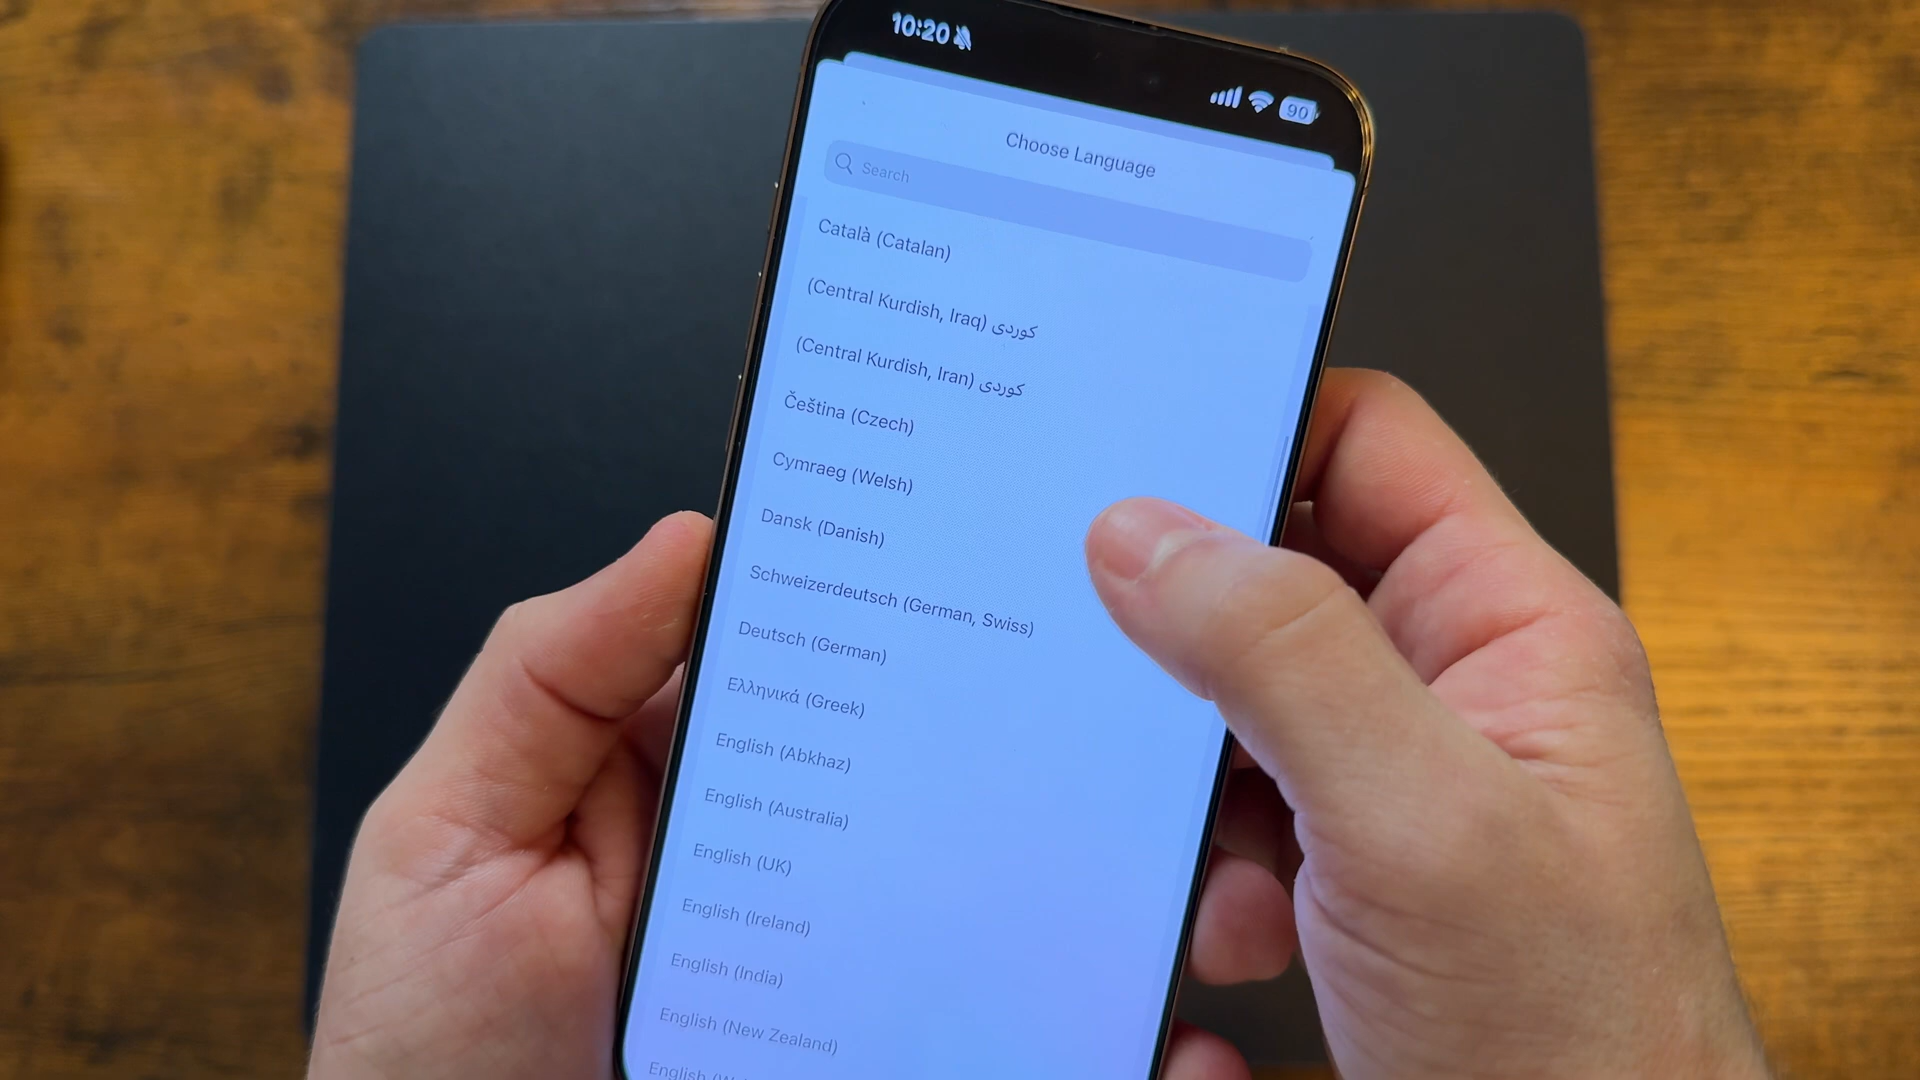 10:20
90
Choose Language
Search
Català (Catalan)
(Central Kurdish, Iraq) کوردی
(Central Kurdish, Iran) کوردی
Čeština (Czech)
Cymraeg (Welsh)
Dansk (Danish)
Schweizerdeutsch (German, Swiss)
Deutsch (German)
Ελληνικά (Greek)
English (Abkhaz)
English (Australia)
English (UK)
English (Ireland)
English (India)
English (New Zealand)
English